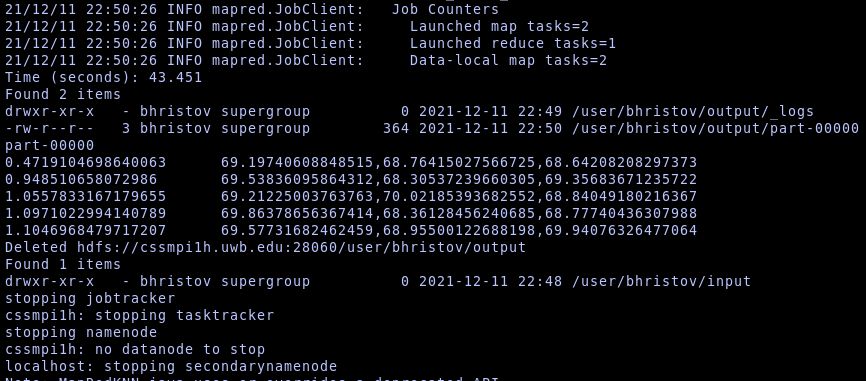 21/12/11 22:50:26 INFO mapred.JobClient:   Job Counters
21/12/11 22:50:26 INFO mapred.JobClient:     Launched map tasks=2
21/12/11 22:50:26 INFO mapred.JobClient:     Launched reduce tasks=1
21/12/11 22:50:26 INFO mapred.JobClient:     Data-local map tasks=2
Time (seconds): 43.451
Found 2 items
drwxr-xr-x   - bhristov supergroup          0 2021-12-11 22:49 /user/bhristov/output/_logs
-rw-r--r--   3 bhristov supergroup        364 2021-12-11 22:50 /user/bhristov/output/part-00000
part-00000
0.4719104698640063      69.19740608848515,68.76415027566725,68.64208208297373
0.948510658072986       69.53836095864312,68.30537239660305,69.35683671235722
1.0557833167179655      69.21225003763763,70.02185393682552,68.84049180216367
1.0971022994140789      69.86378656367414,68.36128456240685,68.77740436307988
1.1046968479717207      69.57731682462459,68.95500122688198,69.94076326477064
Deleted hdfs://cssmpi1h.uwb.edu:28060/user/bhristov/output
Found 1 items
drwxr-xr-x   - bhristov supergroup          0 2021-12-11 22:48 /user/bhristov/input
stopping jobtracker
cssmpi1h: stopping tasktracker
stopping namenode
cssmpi1h: no datanode to stop
localhost: stopping secondarynamenode
Note: MapRedKNN.java uses or overrides a deprecated API